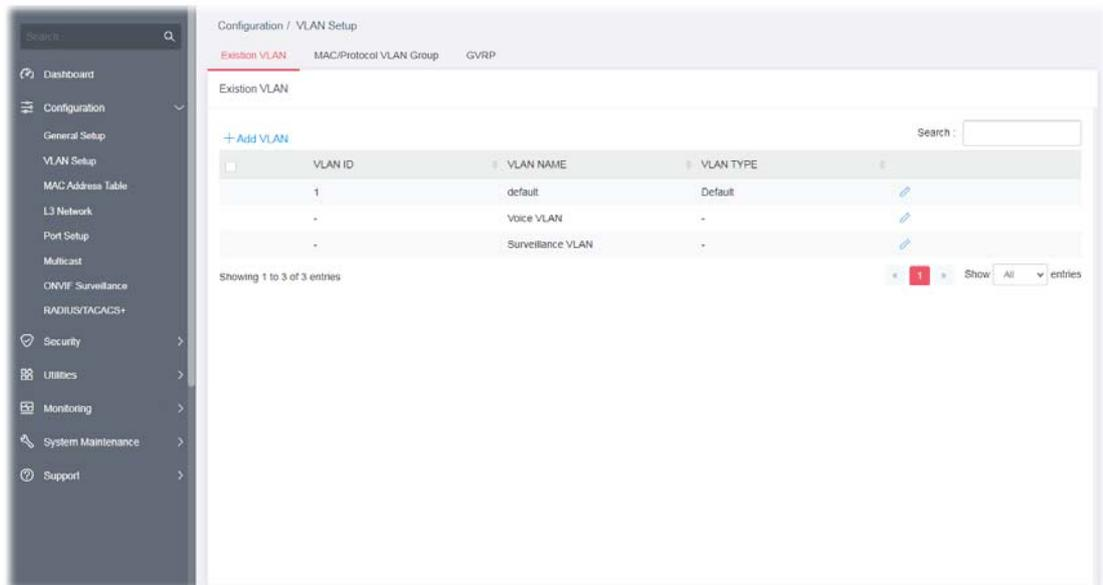 Search
Dashboard
Configuration
General Setup
VLAN Setup
MAC Address Table
L3 Network
Port Setup
Multicast
ONVIF Surveillance
RADIUS/TACACS+
Security
Utilities
Monitoring
System Maintenance
Support
Configuration / VLAN Setup
Existion VLAN MAC/Protocol VLAN Group GVRP
Existion VLAN
+ Add VLAN Search :
VLAN ID VLAN NAME VLAN TYPE
1 default Default
- Voice VLAN -
- Surveillance VLAN -
Showing 1 to 3 of 3 entries « 1 » Show All entries